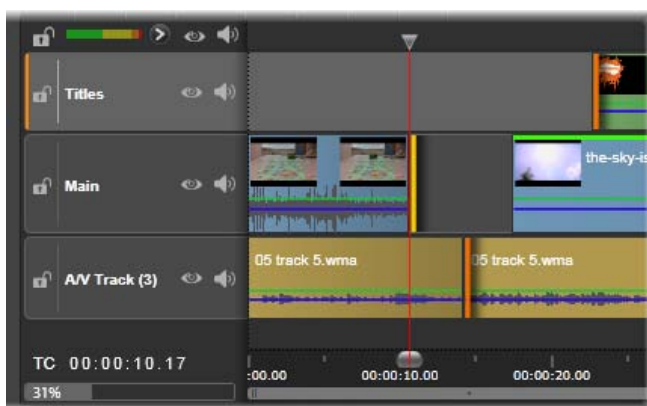 Titles
Main
the-sky-is
A/V Track (3)
05 track 5.wma
05 track 5.wma
TC 00:00:10.17
:00.00
00:00:10.00
00:00:20.00
31%